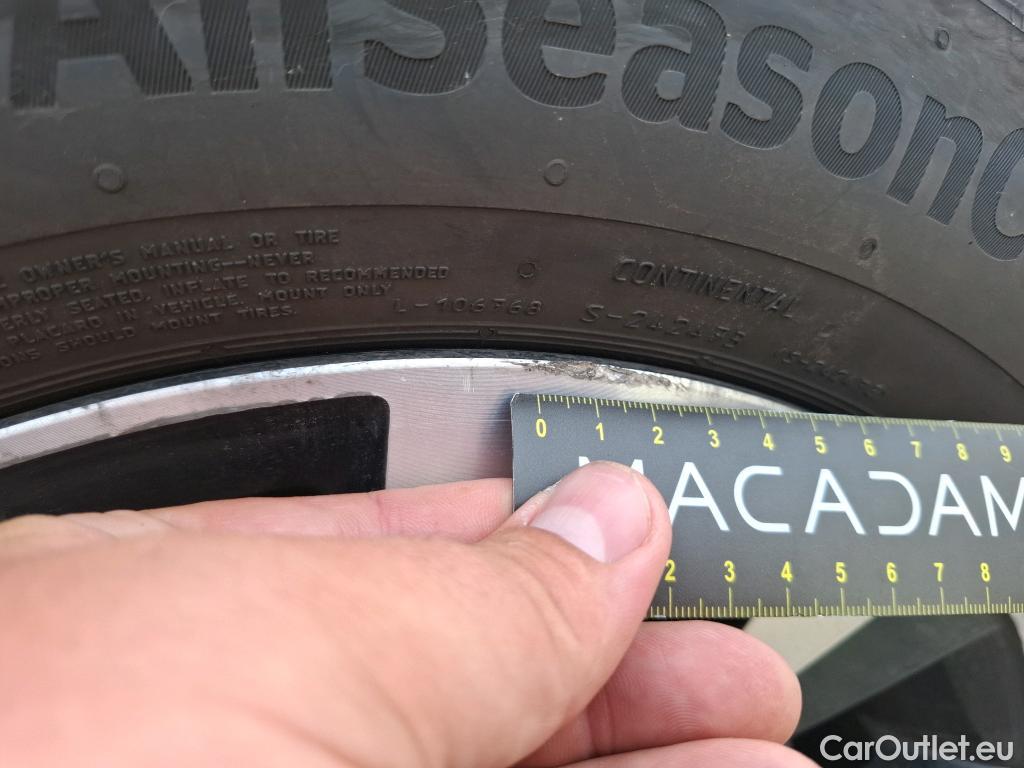 AllSeason
OWNER'S MANUAL OR TIRE
IMPROPER MOUNTING—NEVER
SEATED, INFLATE TO RECOMMENDED
PLACARD IN VEHICLE. MOUNT ONLY
SHOULD MOUNT TIRES.
CONTINENTAL
L-106768
0 1 2 3 4 5 6 7 8 9
MACADAM
2 3 4 5 6 7 8
CarOutlet.eu